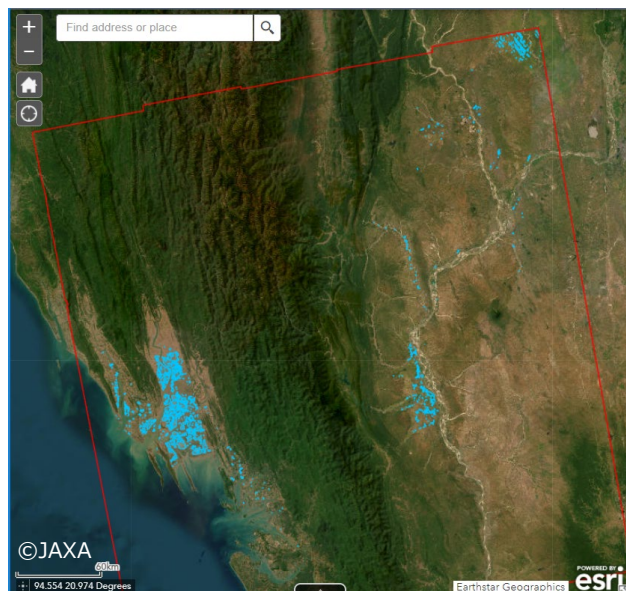 +
Find address or place
−
©JAXA
60km
94.554 20.974 Degrees
Earthstar Geographics
POWERED BY
esri